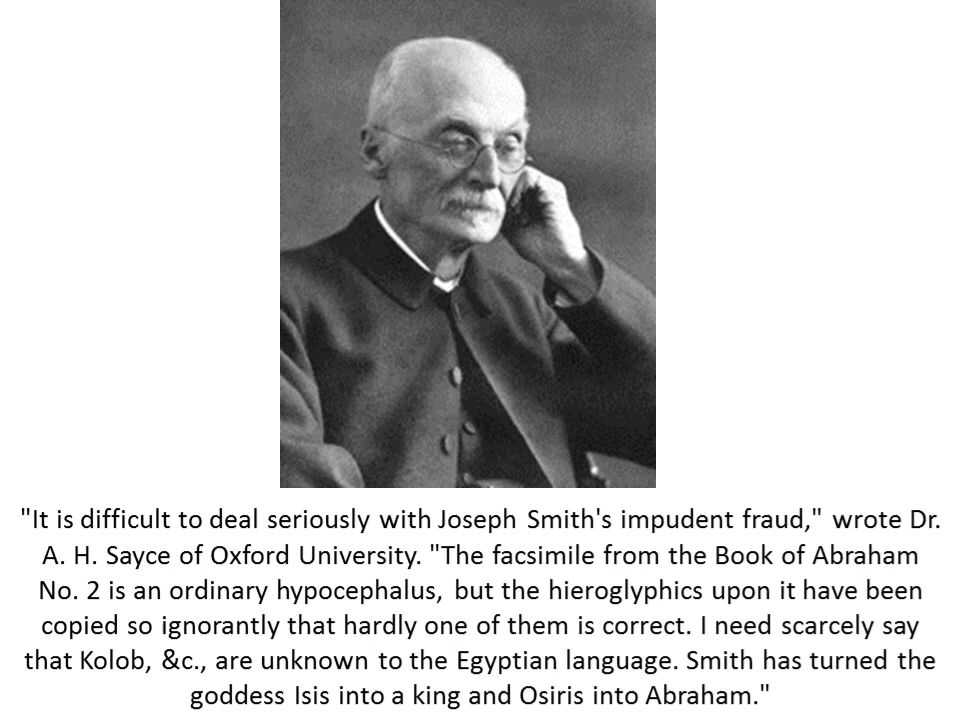 "It is difficult to deal seriously with Joseph Smith's impudent fraud," wrote Dr.
A. H. Sayce of Oxford University. "The facsimile from the Book of Abraham
No. 2 is an ordinary hypocephalus, but the hieroglyphics upon it have been
copied so ignorantly that hardly one of them is correct. I need scarcely say
that Kolob, &c., are unknown to the Egyptian language. Smith has turned the
goddess Isis into a king and Osiris into Abraham."